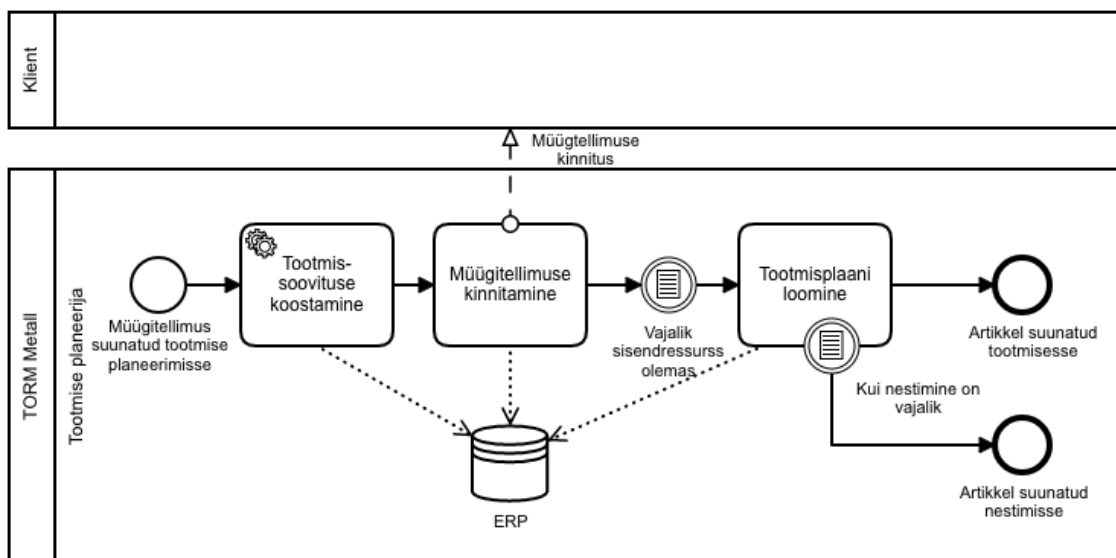 Klient
Müügtellimuse
kinnitus
TORM Metall
Tootmise planeerija
Müügitellimus
suunatud tootmise
planeerimisse
Tootmis-
soovituse
koostamine
Müügitellimuse
kinnitamine
Vajalik
sisendressurss
olemas
Tootmisplaani
loomine
Artikkel suunatud
tootmisesse
Kui nestimine on
vajalik
Artikkel suunatud
nestimisse
ERP